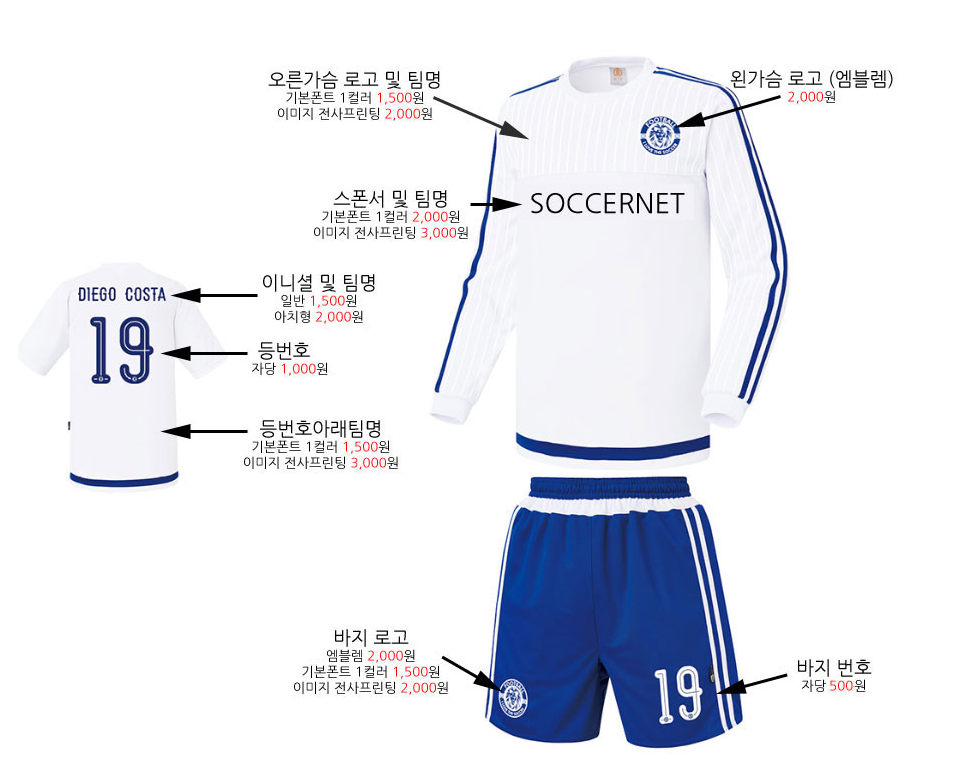 오른가슴 로고 및 팀명
기본폰트 1컬러 1,500원
이미지 전사프린팅 2,000원
왼가슴 로고 (엠블렘)
2,000원
FOOTBALL
스폰서 및 팀명
기본폰트 1컬러 2,000원
이미지 전사프린팅 3,000원
SOCCERNET
DIEGO COSTA
19
이니셜 및 팀명
일반 1,500원
아치형 2,000원
등번호
자당 1,000원
등번호아래팀명
기본폰트 1컬러 1,500원
이미지 전사프린팅 3,000원
바지 로고
엠블렘 2,000원
기본폰트 1컬러 1,500원
이미지 전사프린팅 2,000원
FOOTBALL
19
바지 번호
자당 500원